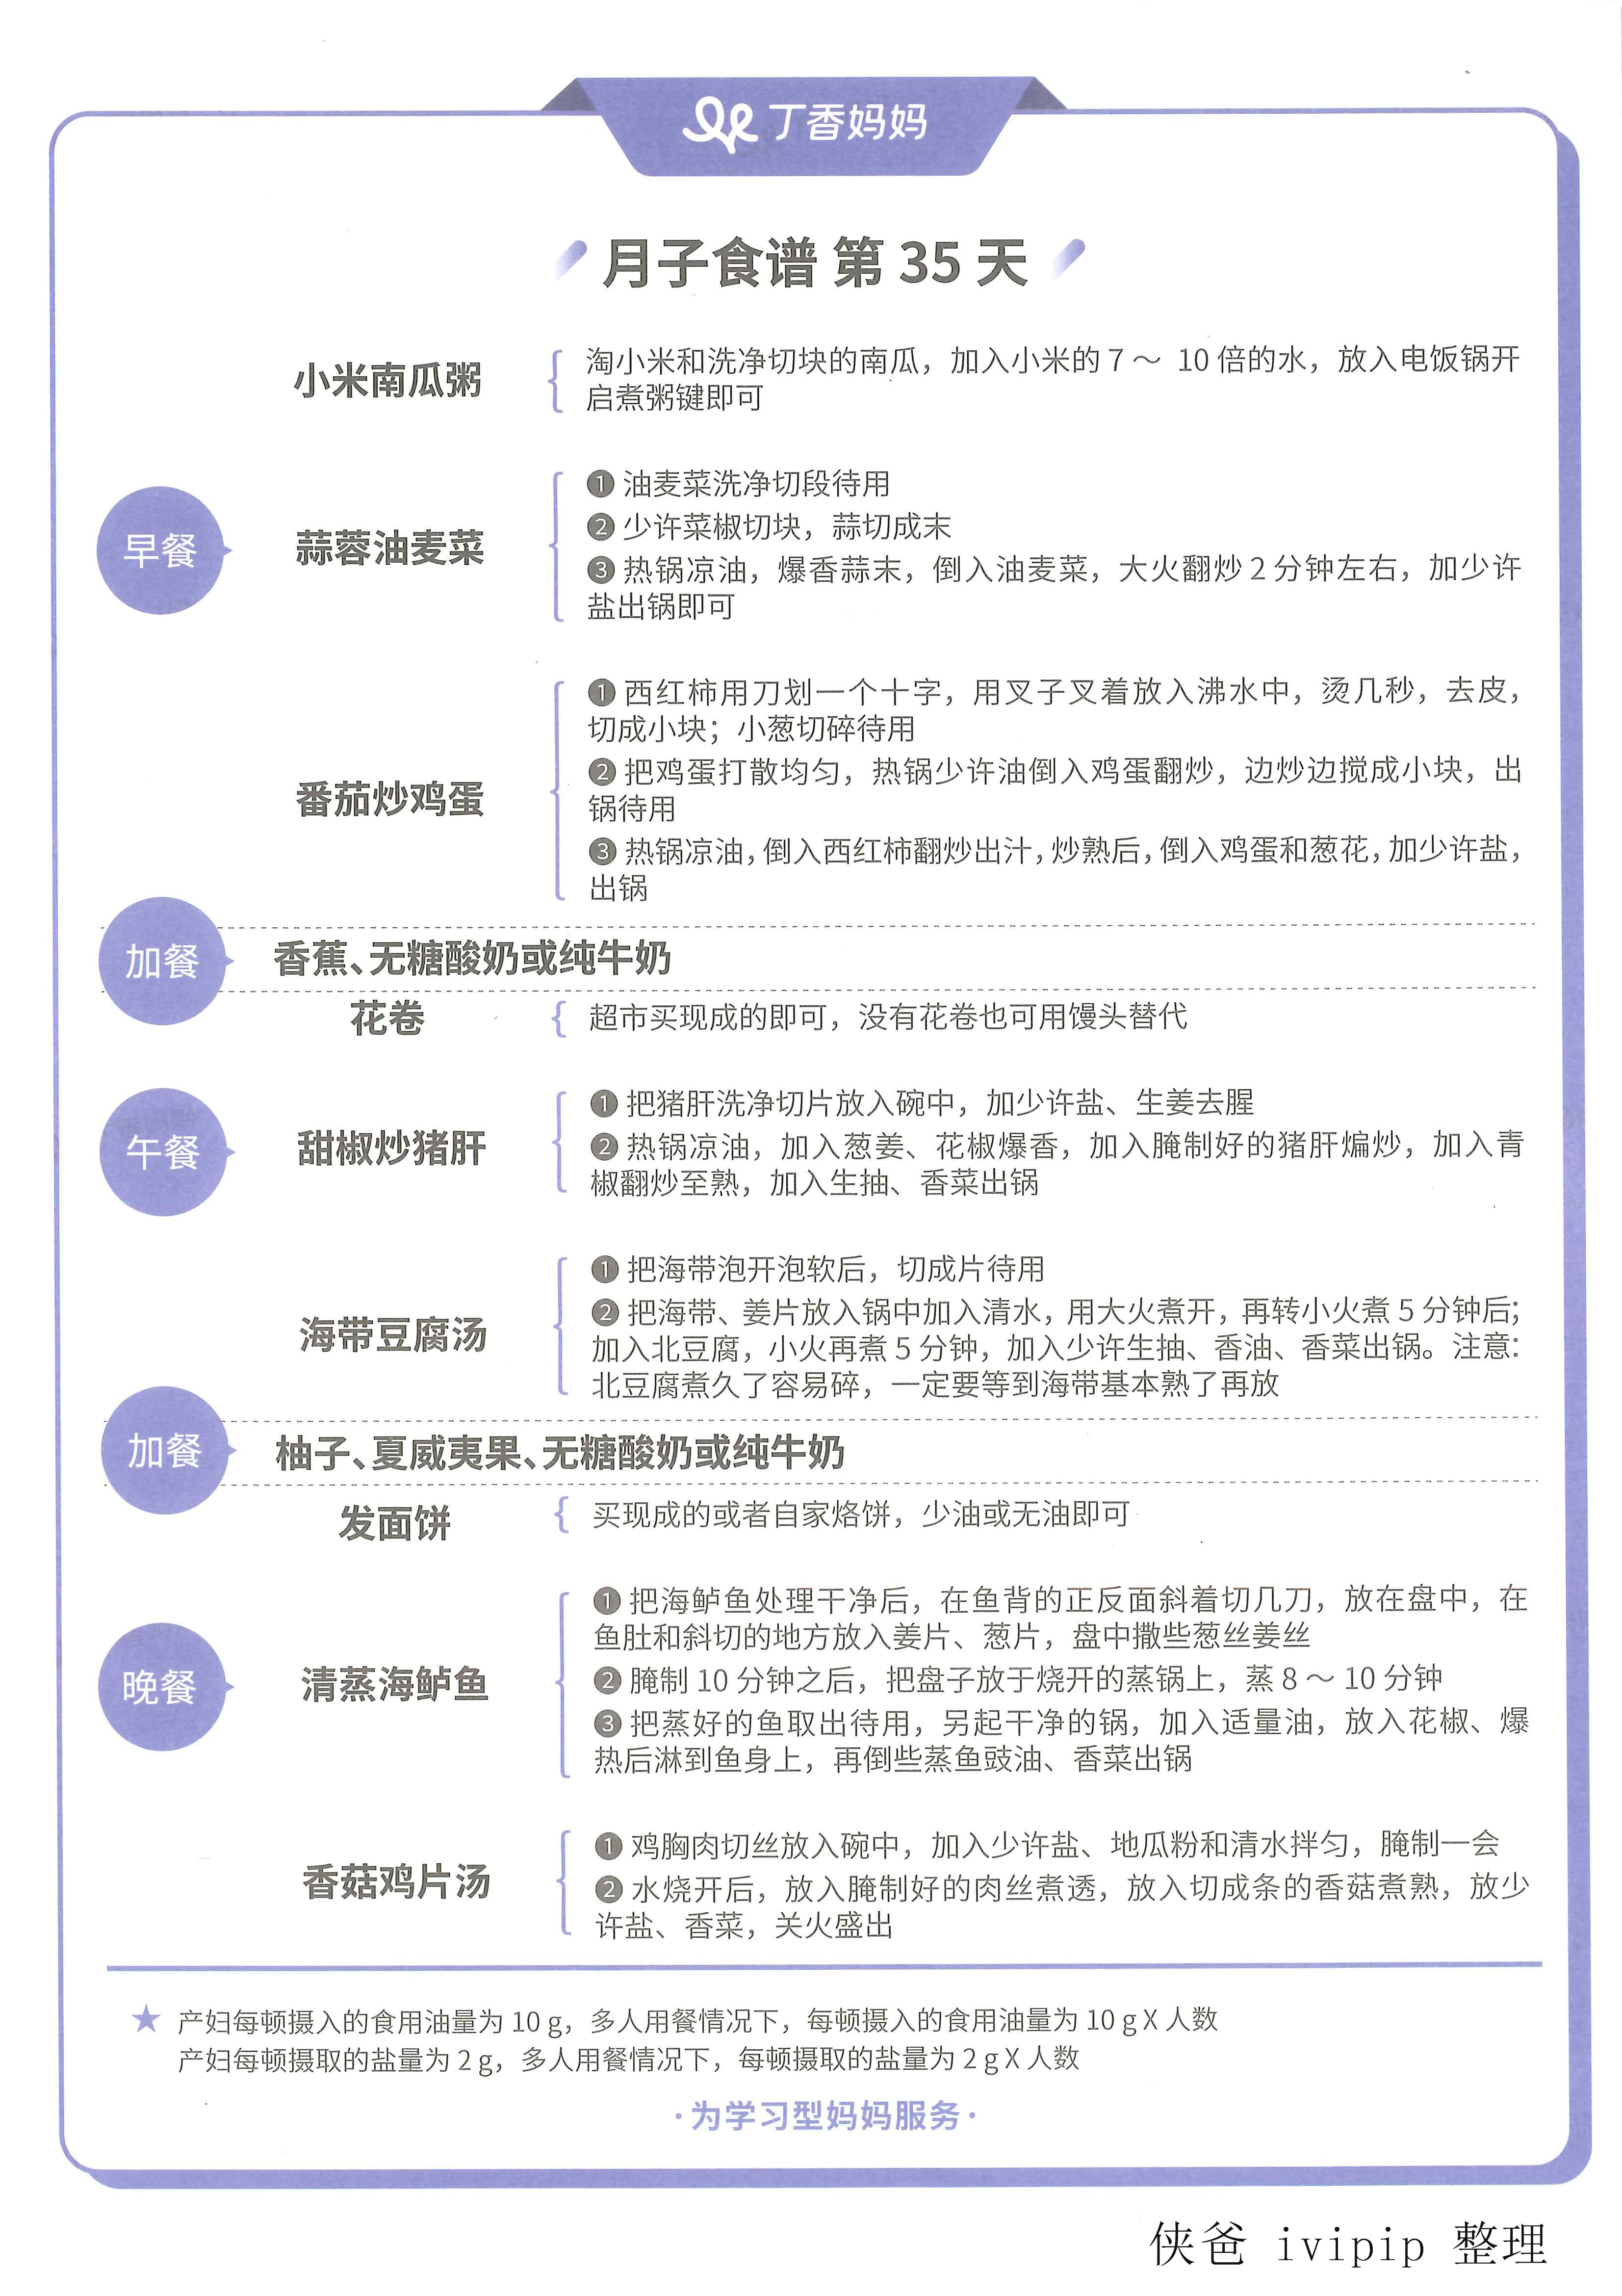 丁香妈妈
月子食谱 第 35 天
小米南瓜粥
淘小米和洗净切块的南瓜，加入小米的 7～ 10 倍的水，放入电饭锅开
启煮粥键即可
早餐
蒜蓉油麦菜
❶ 油麦菜洗净切段待用
❷ 少许菜椒切块，蒜切成末
❸ 热锅凉油，爆香蒜末，倒入油麦菜，大火翻炒 2 分钟左右，加少许
盐出锅即可
番茄炒鸡蛋
❶ 西红柿用刀划一个十字，用叉子叉着放入沸水中，烫几秒，去皮，
切成小块；小葱切碎待用
❷ 把鸡蛋打散均匀，热锅少许油倒入鸡蛋翻炒，边炒边搅成小块，出
锅待用
❸ 热锅凉油，倒入西红柿翻炒出汁，炒熟后，倒入鸡蛋和葱花，加少许盐，
出锅
加餐
香蕉、无糖酸奶或纯牛奶
花卷
超市买现成的即可，没有花卷也可用馒头替代
午餐
甜椒炒猪肝
❶ 把猪肝洗净切片放入碗中，加少许盐、生姜去腥
❷ 热锅凉油，加入葱姜、花椒爆香，加入腌制好的猪肝煸炒，加入青
椒翻炒至熟，加入生抽、香菜出锅
海带豆腐汤
❶ 把海带泡开泡软后，切成片待用
❷ 把海带、姜片放入锅中加入清水，用大火煮开，再转小火煮 5 分钟后；
加入北豆腐，小火再煮 5 分钟，加入少许生抽、香油、香菜出锅。注意：
北豆腐煮久了容易碎，一定要等到海带基本熟了再放
加餐
柚子、夏威夷果、无糖酸奶或纯牛奶
发面饼
买现成的或者自家烙饼，少油或无油即可
晚餐
清蒸海鲈鱼
❶ 把海鲈鱼处理干净后，在鱼背的正反面斜着切几刀，放在盘中，在
鱼肚和斜切的地方放入姜片、葱片，盘中撒些葱丝姜丝
❷ 腌制 10 分钟之后，把盘子放于烧开的蒸锅上，蒸 8～ 10 分钟
❸ 把蒸好的鱼取出待用，另起干净的锅，加入适量油，放入花椒、爆
热后淋到鱼身上，再倒些蒸鱼豉油、香菜出锅
香菇鸡片汤
❶ 鸡胸肉切丝放入碗中，加入少许盐、地瓜粉和清水拌匀，腌制一会
❷ 水烧开后，放入腌制好的肉丝煮透，放入切成条的香菇煮熟，放少
许盐、香菜，关火盛出
★ 产妇每顿摄入的食用油量为 10 g，多人用餐情况下，每顿摄入的食用油量为 10 g X 人数
产妇每顿摄取的盐量为 2 g，多人用餐情况下，每顿摄取的盐量为 2 g X 人数
·为学习型妈妈服务·
侠爸 ivipip 整理